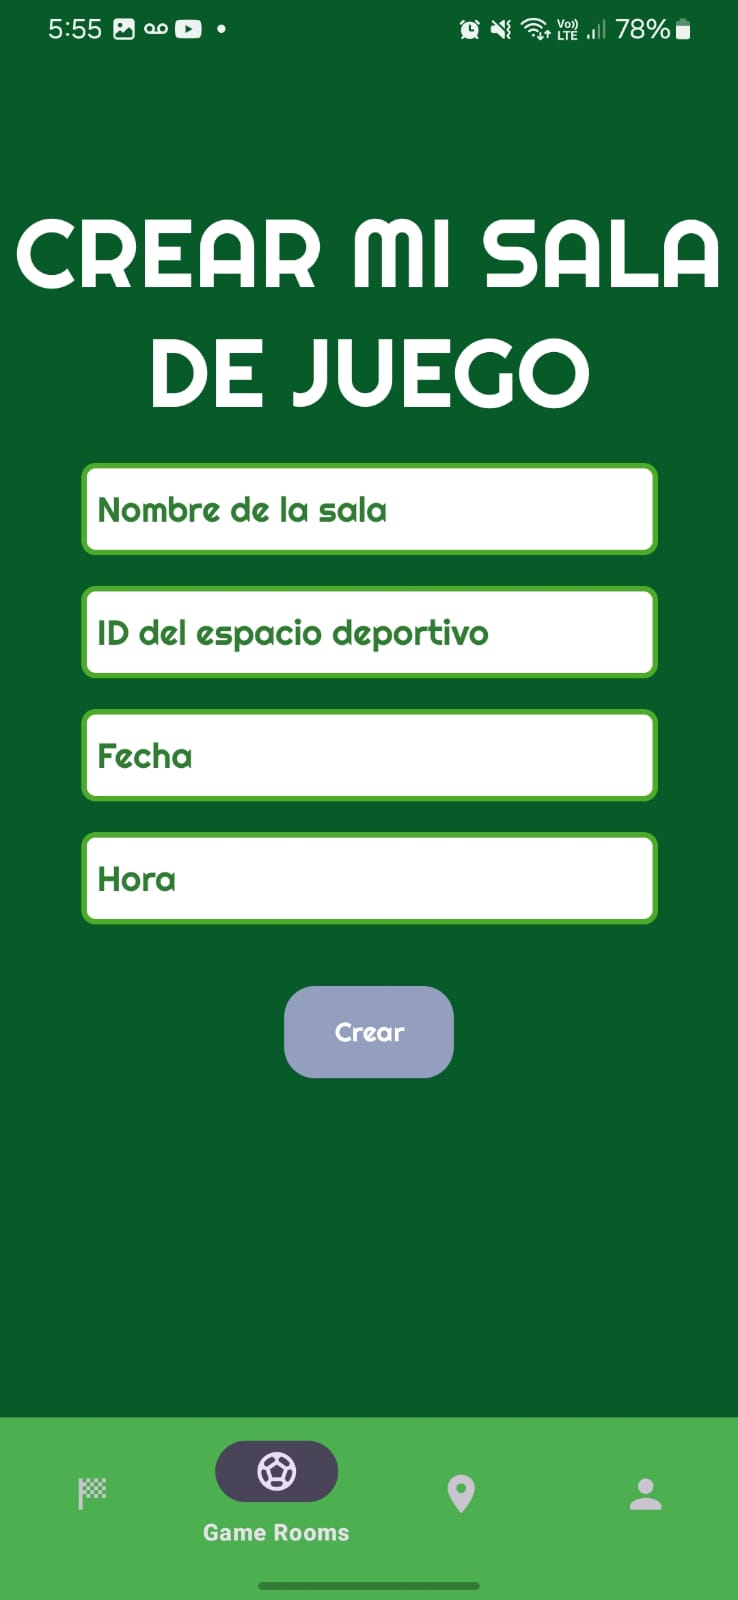 5:55 Vo)) LTE 78%
CREAR MI SALA
DE JUEGO
Nombre de la sala
ID del espacio deportivo
Fecha
Hora
Crear
Game Rooms